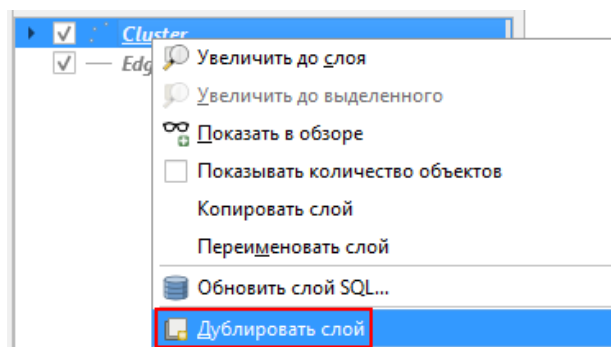 Cluster
Edg
Увеличить до слоя
Увеличить до выделенного
Показать в обзоре
Показывать количество объектов
Копировать слой
Переименовать слой
Обновить слой SQL...
Дублировать слой